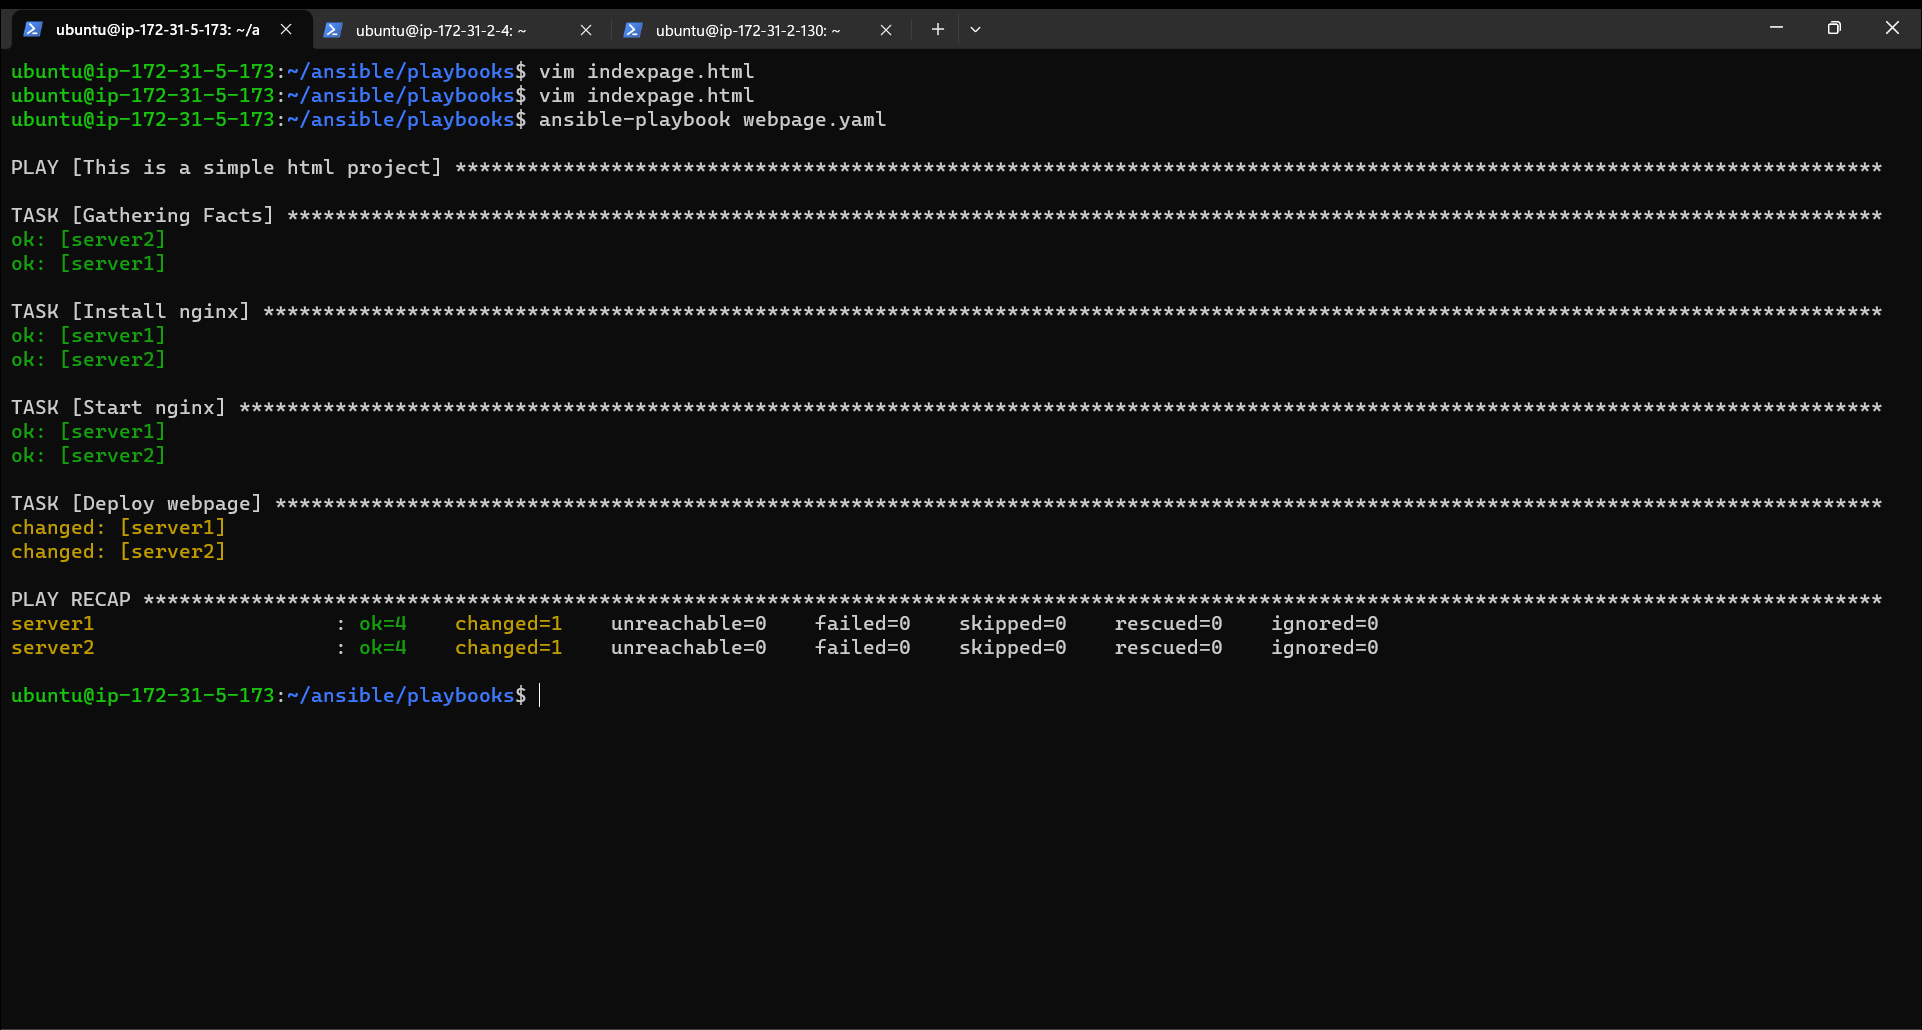 ubuntu@ip-172-31-5-173: ~/a
ubuntu@ip-172-31-2-4: ~
ubuntu@ip-172-31-2-130: ~
ubuntu@ip-172-31-5-173:~/ansible/playbooks$ vim indexpage.html
ubuntu@ip-172-31-5-173:~/ansible/playbooks$ vim indexpage.html
ubuntu@ip-172-31-5-173:~/ansible/playbooks$ ansible-playbook webpage.yaml
PLAY [This is a simple html project] ***********************************************************************************************************************
TASK [Gathering Facts] *************************************************************************************************************************************
ok: [server2]
ok: [server1]
TASK [Install nginx] ***************************************************************************************************************************************
ok: [server1]
ok: [server2]
TASK [Start nginx] *****************************************************************************************************************************************
ok: [server1]
ok: [server2]
TASK [Deploy webpage] **************************************************************************************************************************************
changed: [server1]
changed: [server2]
PLAY RECAP *************************************************************************************************************************************************
server1                    : ok=4    changed=1    unreachable=0    failed=0    skipped=0    rescued=0    ignored=0
server2                    : ok=4    changed=1    unreachable=0    failed=0    skipped=0    rescued=0    ignored=0
ubuntu@ip-172-31-5-173:~/ansible/playbooks$